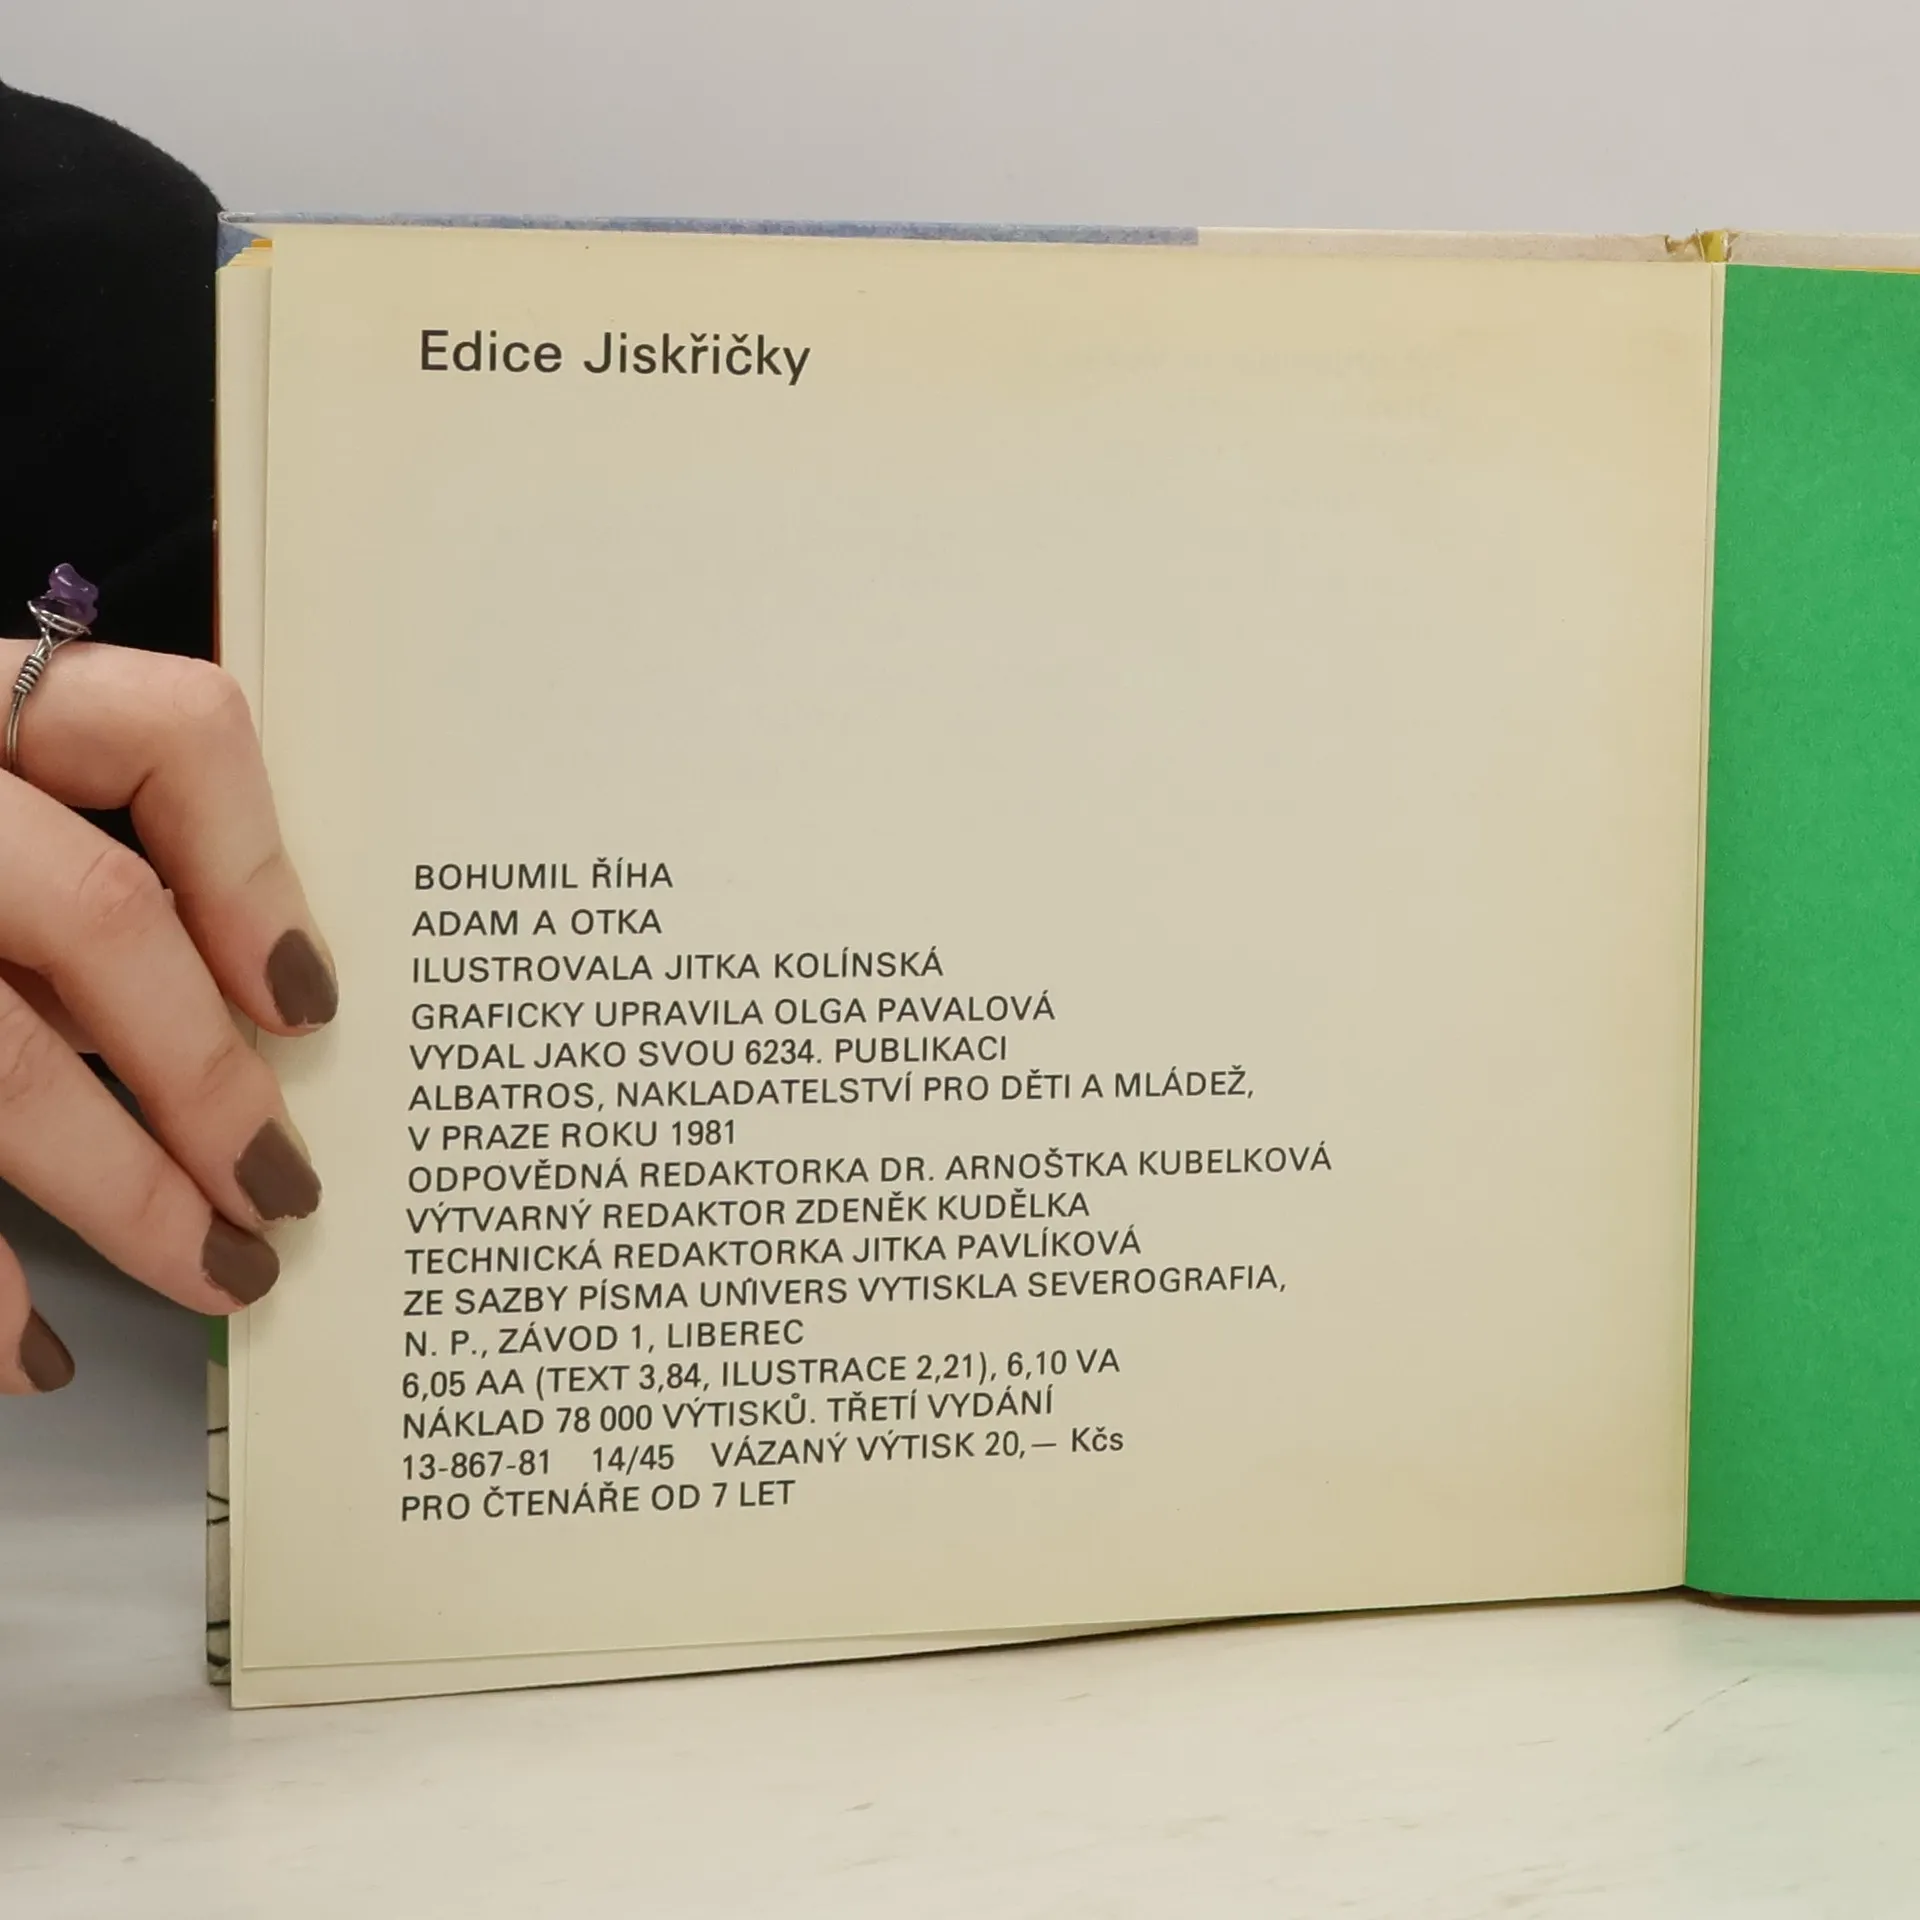 Edice Jiskřičky
BOHUMIL ŘÍHA
ADAM A OTKA
ILUSTROVALA JITKA KOLÍNSKÁ
GRAFICKY UPRAVILA OLGA PAVALOVÁ
VYDAL JAKO SVOU 6234. PUBLIKACI
ALBATROS, NAKLADATELSTVÍ PRO DĚTI A MLÁDEŽ,
V PRAZE ROKU 1981
ODPOVĚDNÁ REDAKTORKA DR. ARNOŠTKA KUBELKOVÁ
VÝTVARNÝ REDAKTOR ZDENĚK KUDĚLKA
TECHNICKÁ REDAKTORKA JITKA PAVLÍKOVÁ
ZE SAZBY PÍSMA UNIVERS VYTISKLA SEVEROGRAFIA,
N. P., ZÁVOD 1, LIBEREC
6,05 AA (TEXT 3,84, ILUSTRACE 2,21), 6,10 VA
NÁKLAD 78 000 VÝTISKŮ. TŘETÍ VYDÁNÍ
13-867-81 14/45 VÁZANÝ VÝTISK 20,— Kčs
PRO ČTENÁŘE OD 7 LET